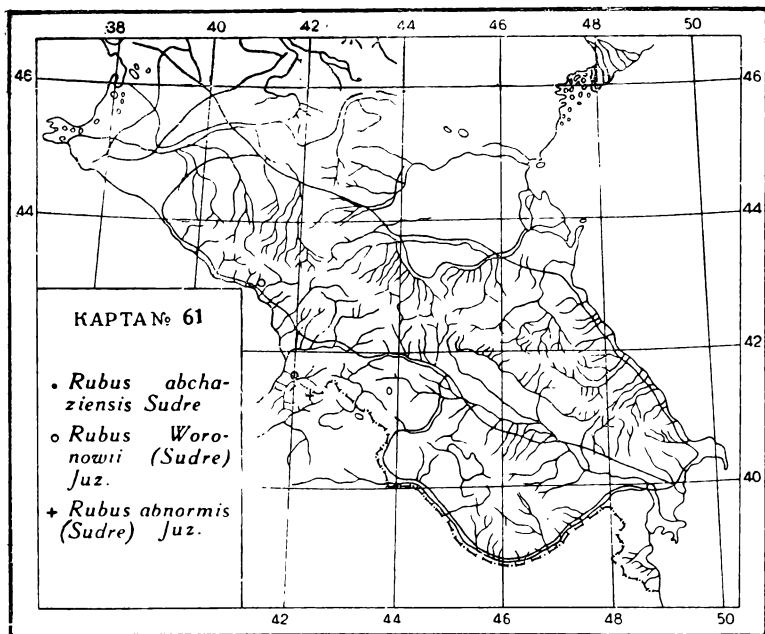 38 40 42 44 46 48 50
46 46
44 44
КАРТА № 61
42
• Rubus abcha-
ziensis Sudre
○ Rubus Woro-
nowii (Sudre)
Juz.
40
+ Rubus abnormis
(Sudre) Juz.
42 44 46 48 50